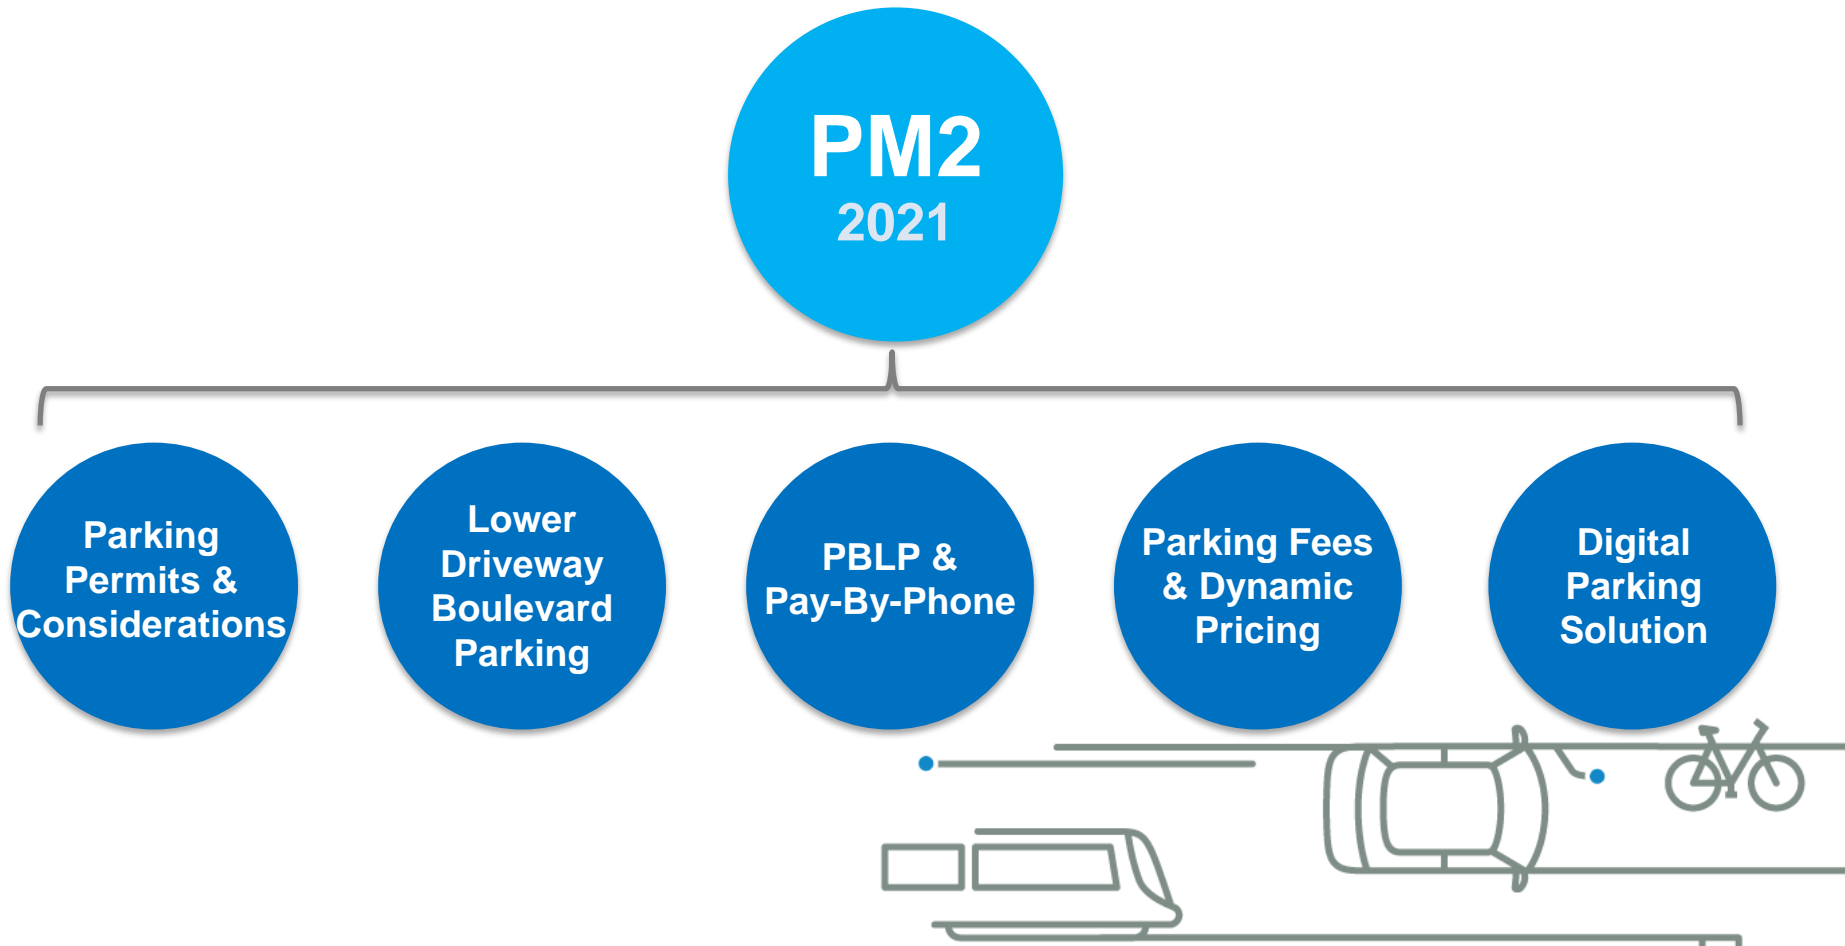 PM2
2021
Parking
Permits &
Considerations
Lower
Driveway
Boulevard
Parking
PBLP &
Pay-By-Phone
Parking Fees
& Dynamic
Pricing
Digital
Parking
Solution